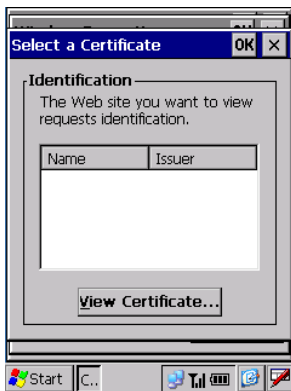 Select a Certificate OK
Identification
The Web site you want to view
requests identification.
Name Issuer
View Certificate...
Start C..